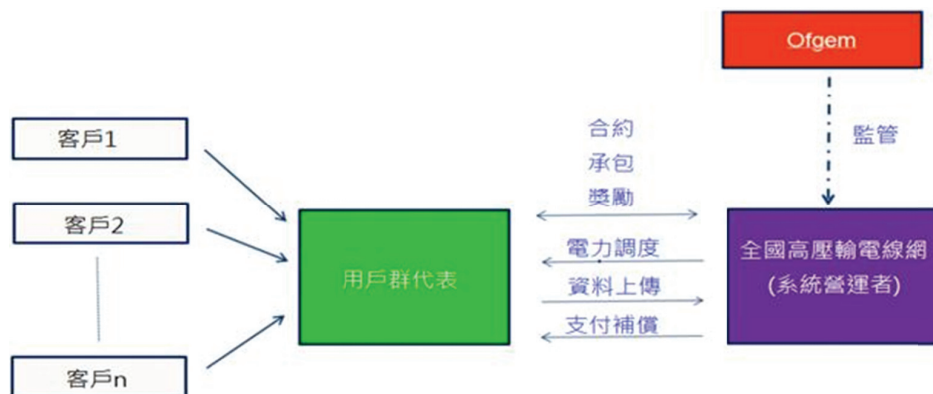 Ofgem
客戶1
合約
承包
獎勵
監管
客戶2
用戶群代表
電力調度
資料上傳
支付補償
全國高壓輸電線網
(系統營運者)
客戶n